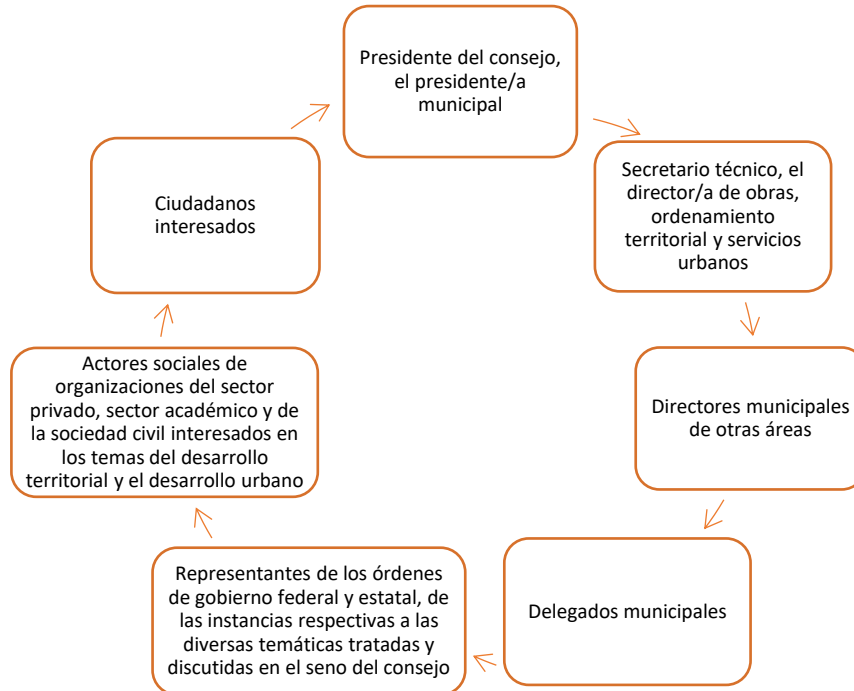 Presidente del consejo,
el presidente/a
municipal
Secretario técnico, el
director/a de obras,
ordenamiento
territorial y servicios
urbanos
Directores municipales
de otras áreas
Delegados municipales
Representantes de los órdenes
de gobierno federal y estatal, de
las instancias respectivas a las
diversas temáticas tratadas y
discutidas en el seno del consejo
Actores sociales de
organizaciones del sector
privado, sector académico y de
la sociedad civil interesados en
los temas del desarrollo
territorial y el desarrollo urbano
Ciudadanos
interesados